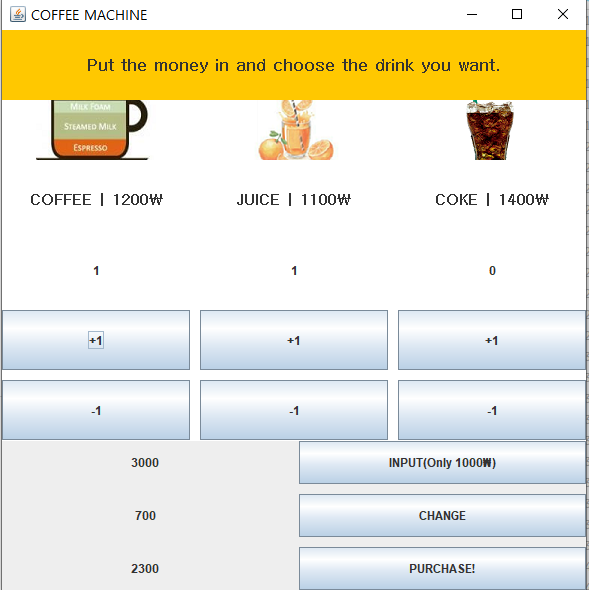 COFFEE MACHINE
Put the money in and choose the drink you want.
MILK FOAM
STEAMED MILK
ESPRESSO
COFFEE | 1200₩
JUICE | 1100₩
COKE | 1400₩
1
1
0
+1
+1
+1
-1
-1
-1
3000
INPUT(Only 1000₩)
700
CHANGE
2300
PURCHASE!